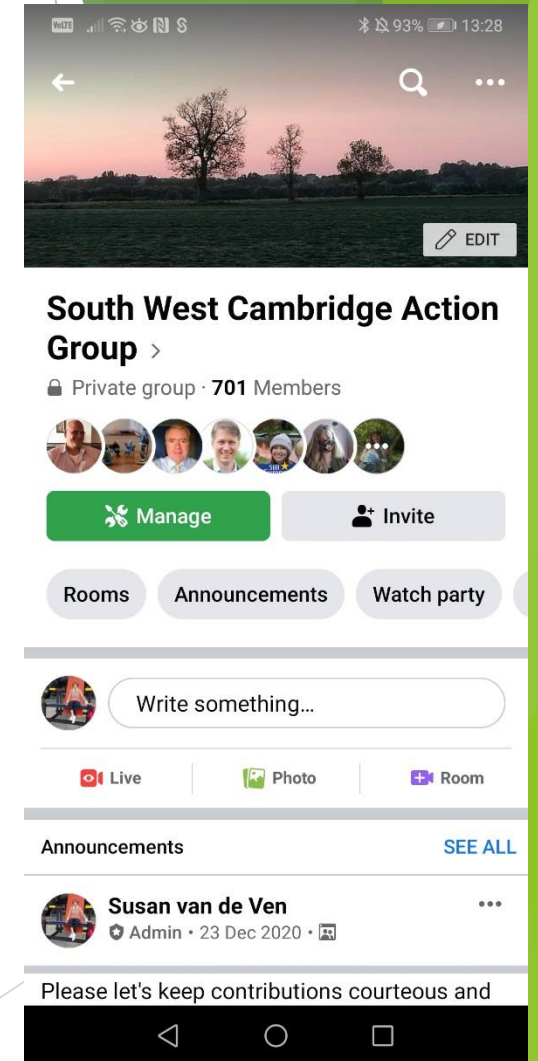 VoLTE 93% 13:28
EDIT
South West Cambridge Action
Group >
Private group · 701 Members
Manage
Invite
Rooms Announcements Watch party
Write something...
Live Photo Room
Announcements SEE ALL
Susan van de Ven
Admin • 23 Dec 2020 •
Please let's keep contributions courteous and